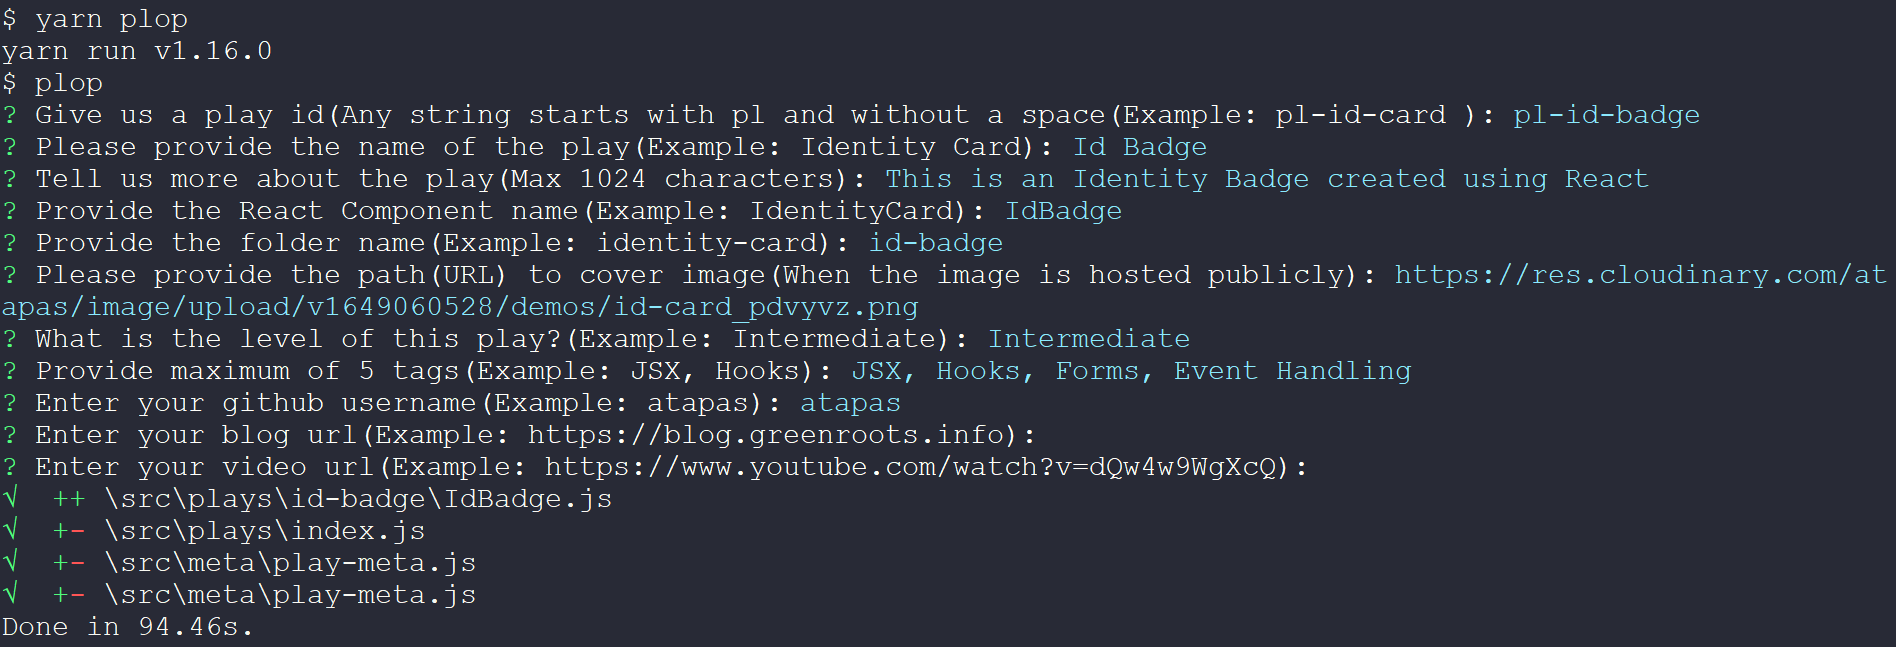 $ yarn plop
yarn run v1.16.0
$ plop
? Give us a play id(Any string starts with pl and without a space(Example: pl-id-card ): pl-id-badge
? Please provide the name of the play(Example: Identity Card): Id Badge
? Tell us more about the play(Max 1024 characters): This is an Identity Badge created using React
? Provide the React Component name(Example: IdentityCard): IdBadge
? Provide the folder name(Example: identity-card): id-badge
? Please provide the path(URL) to cover image(When the image is hosted publicly): https://res.cloudinary.com/at
apas/image/upload/v1649060528/demos/id-card_pdvyvz.png
? What is the level of this play?(Example: Intermediate): Intermediate
? Provide maximum of 5 tags(Example: JSX, Hooks): JSX, Hooks, Forms, Event Handling
? Enter your github username(Example: atapas): atapas
? Enter your blog url(Example: https://blog.greenroots.info):
? Enter your video url(Example: https://www.youtube.com/watch?v=dQw4w9WgXcQ):
√  ++ \src\plays\id-badge\IdBadge.js
√  +- \src\plays\index.js
√  +- \src\meta\play-meta.js
√  +- \src\meta\play-meta.js
Done in 94.46s.